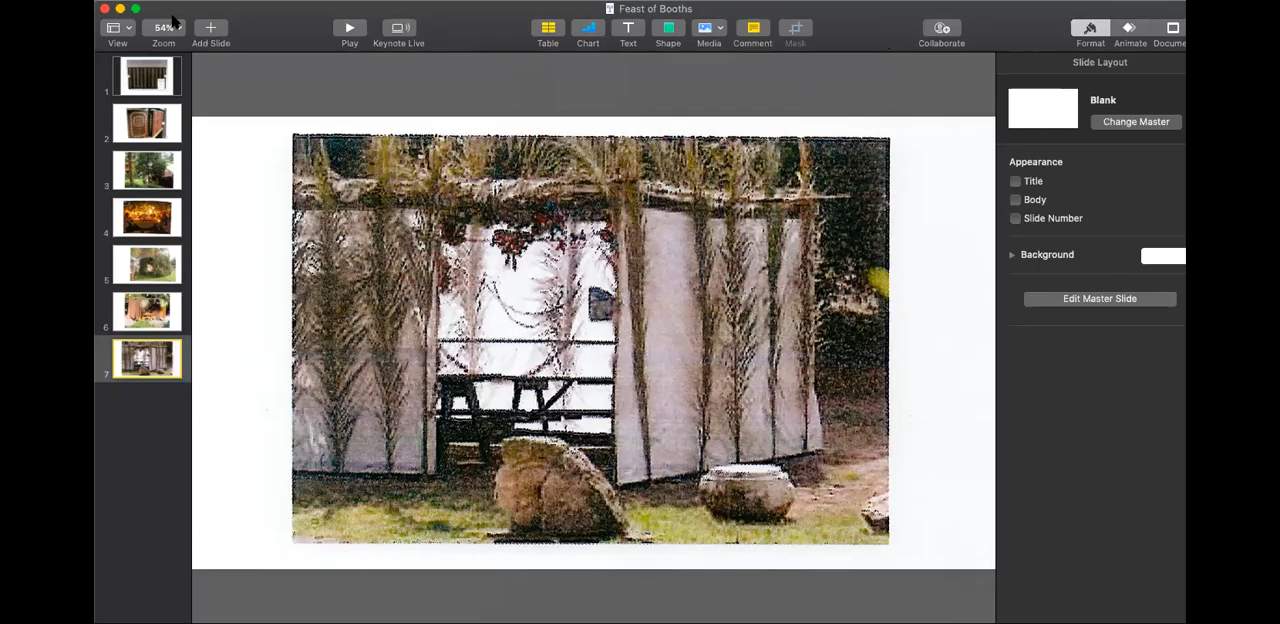 Feast of Booths
54%
View
Zoom
Add Slide
Play
Keynote Live
Table
Chart
Text
Shape
Media
Comment
Mask
Collaborate
Format
Animate
Docume
Slide Layout
Blank
Change Master
Appearance
Title
Body
Slide Number
Background
Edit Master Slide
1
2
3
4
5
6
7